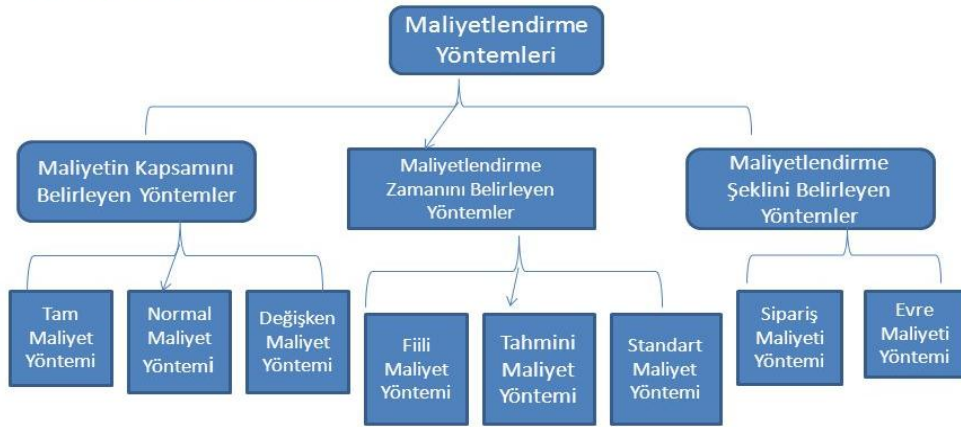 Maliyetlendirme
Yöntemleri
Maliyetin Kapsamını
Belirleyen Yöntemler
Maliyetlendirme
Zamanını Belirleyen
Yöntemler
Maliyetlendirme
Şeklini Belirleyen
Yöntemler
Tam
Maliyet
Yöntemi
Normal
Maliyet
Yöntemi
Değişken
Maliyet
Yöntemi
Fiili
Maliyet
Yöntemi
Tahmini
Maliyet
Yöntemi
Standart
Maliyet
Yöntemi
Sipariş
Maliyeti
Yöntemi
Evre
Maliyeti
Yöntemi